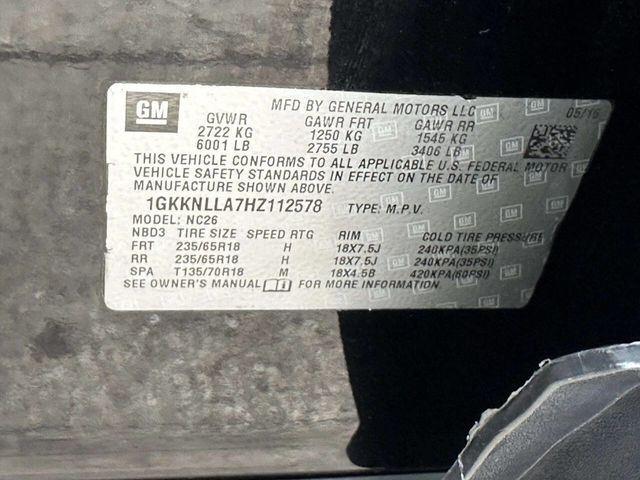 GM
MFD BY GENERAL MOTORS LLC 05/16
GVWR GAWR FRT GAWR RR
2722 KG 1250 KG 1545 KG
6001 LB 2755 LB 3406 LB
THIS VEHICLE CONFORMS TO ALL APPLICABLE U.S. FEDERAL MOTOR
VEHICLE SAFETY STANDARDS IN EFFECT ON THE DATE OF
MANUFACTURE SHOWN ABOVE.
1GKKNLLA7HZ112578 TYPE: M.P.V.
MODEL: NC26
NBD3 TIRE SIZE SPEED RTG RIM COLD TIRE PRESSURE
FRT 235/65R18 H 18X7.5J 240KPA(35PSI)
RR 235/65R18 H 18X7.5J 240KPA(35PSI)
SPA T135/70R18 M 18X4.5B 420KPA(60PSI)
SEE OWNER'S MANUAL FOR MORE INFORMATION